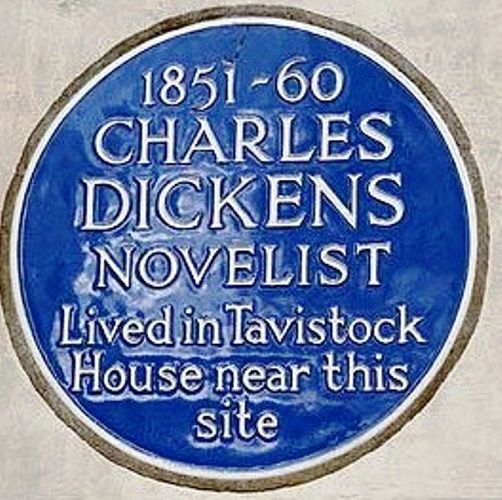 1851-60
CHARLES
DICKENS
NOVELIST
Lived in Tavistock
House near this
site